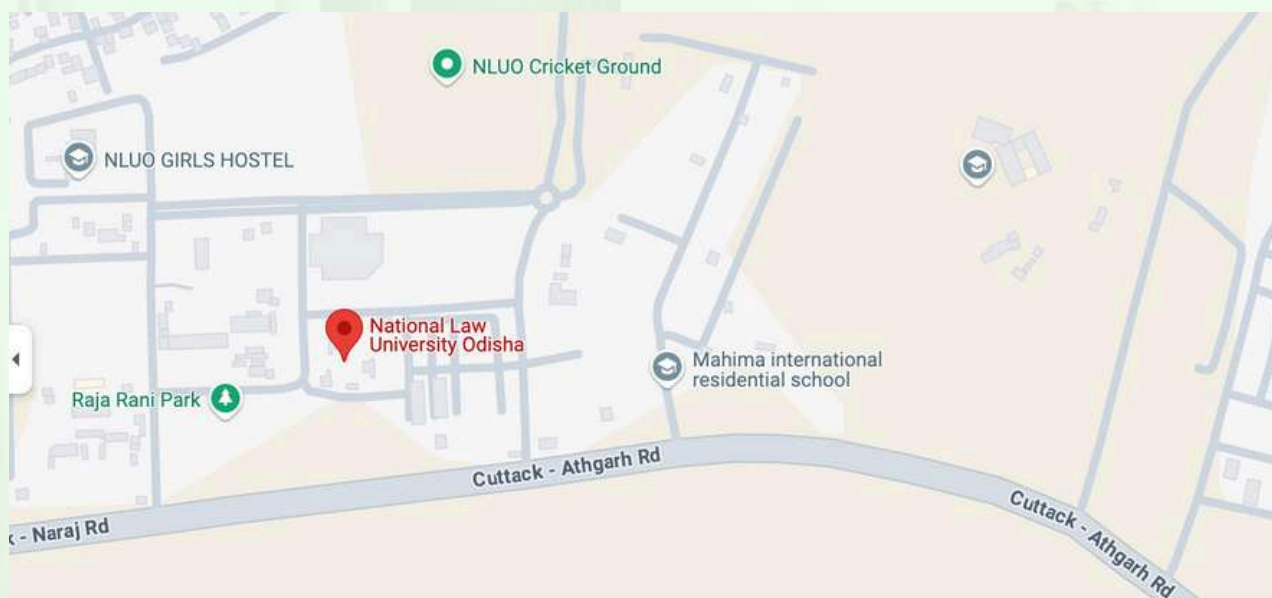 NLUO Cricket Ground
NLUO GIRLS HOSTEL
National Law
University Odisha
Mahima international
residential school
Raja Rani Park
Cuttack - Athgarh Rd
Cuttack - Athgarh Rd
- Naraj Rd